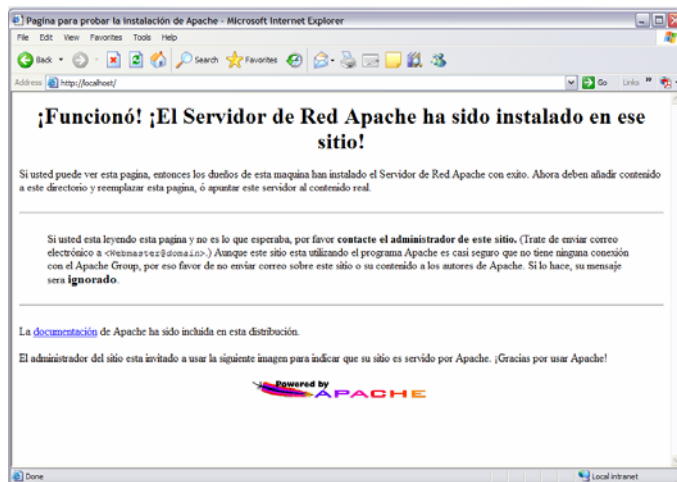 Pagina para probar la instalación de Apache - Microsoft Internet Explorer
File Edit View Favorites Tools Help
Back Search Favorites
Address http://localhost/ Go Links »
¡Funcionó! ¡El Servidor de Red Apache ha sido instalado en ese
sitio!
Si usted puede ver esta pagina, entonces los dueños de esta maquina han instalado el Servidor de Red Apache con exito. Ahora deben añadir contenido
a este directorio y reemplazar esta pagina, ó apuntar este servidor al contenido real.
Si usted esta leyendo esta pagina y no es lo que esperaba, por favor contacte el administrador de este sitio. (Trate de enviar correo
electrónico a <Webmaster@domain>.) Aunque este sitio esta utilizando el programa Apache es casi seguro que no tiene ninguna conexión
con el Apache Group, por eso favor de no enviar correo sobre este sitio o su contenido a los autores de Apache. Si lo hace, su mensaje
sera ignorado.
La documentación de Apache ha sido incluida en esta distribución.
El administrador del sitio esta invitado a usar la siguiente imagen para indicar que su sitio es servido por Apache. ¡Gracias por usar Apache!
Powered by
APACHE
Done Local intranet